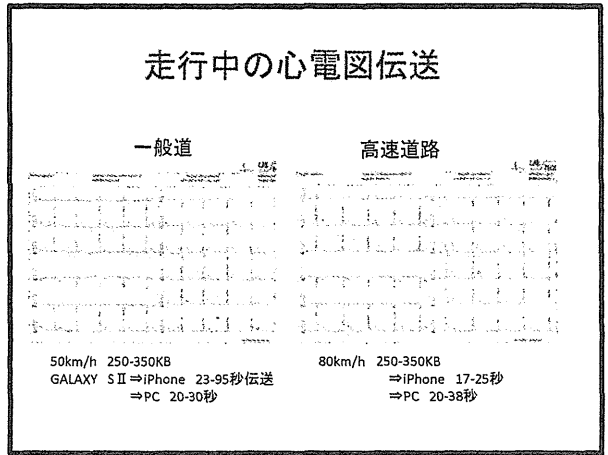 走行中の心電図伝送
一般道
高速道路
50km/h 250-350KB
GALAXY SⅡ⇒iPhone 23-95秒伝送
⇒PC 20-30秒
80km/h 250-350KB
⇒iPhone 17-25秒
⇒PC 20-38秒